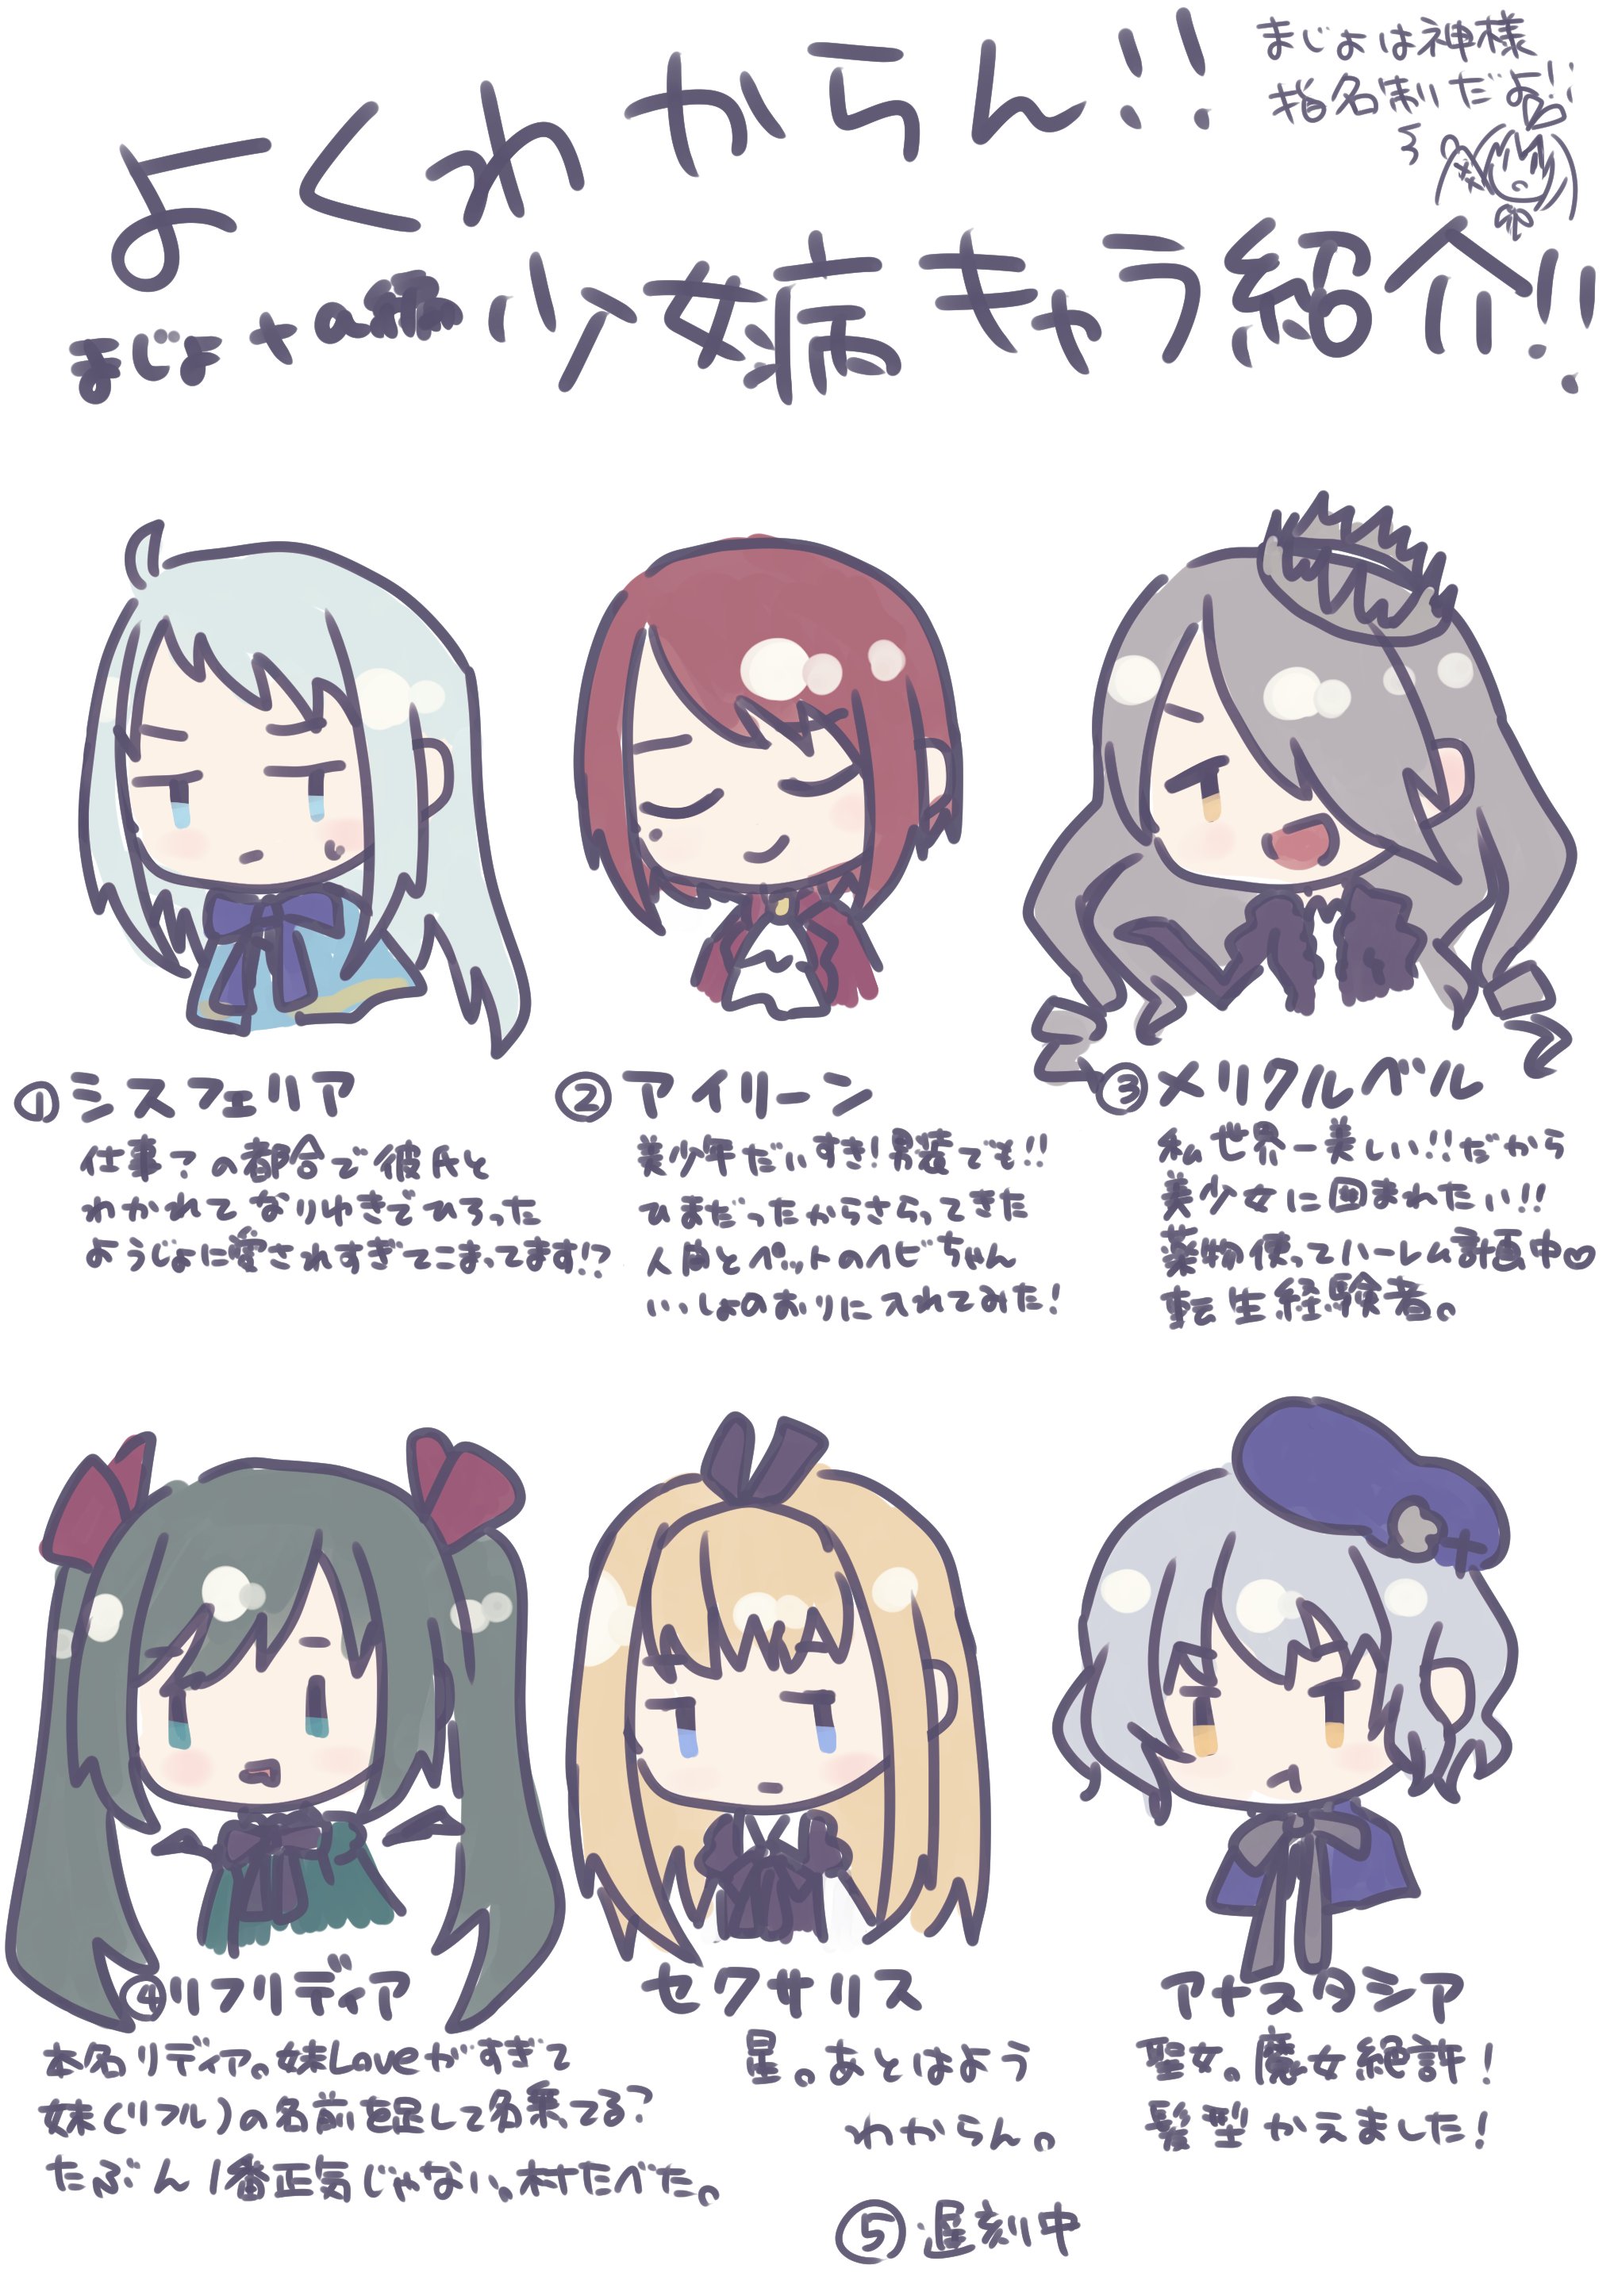 よくわからん!!
まじょは神様
指名制だよ!!
まじょ+α
少女病キャラ紹介!!
① シスフェリア
仕事?の都合で彼氏と
わかれてなりゆきでひろった
ようじょに愛されすぎてこまってます!?
② アイリーン
美少年だいすき!男装でも!!
ひまだったからさらってきた
人間とペットのヘビちゃん
いっしょのおりに入れてみた!
③ メリクルベル
私世界一美しい!!だから
美少女に囲まれたい!!
薬物使ってハーレム計画中♡
転生経験者。
④リフリディア
本名リディア。妹Loveがすぎて
妹(リフル)の名前を足して名乗ってる?
たぶん1番正気じゃない。村たべた。
セクサリス
星。あとはよう
わからん。
アナスタシア
聖女。魔女絶許!
髪型かえました!
⑤ 遅刻中